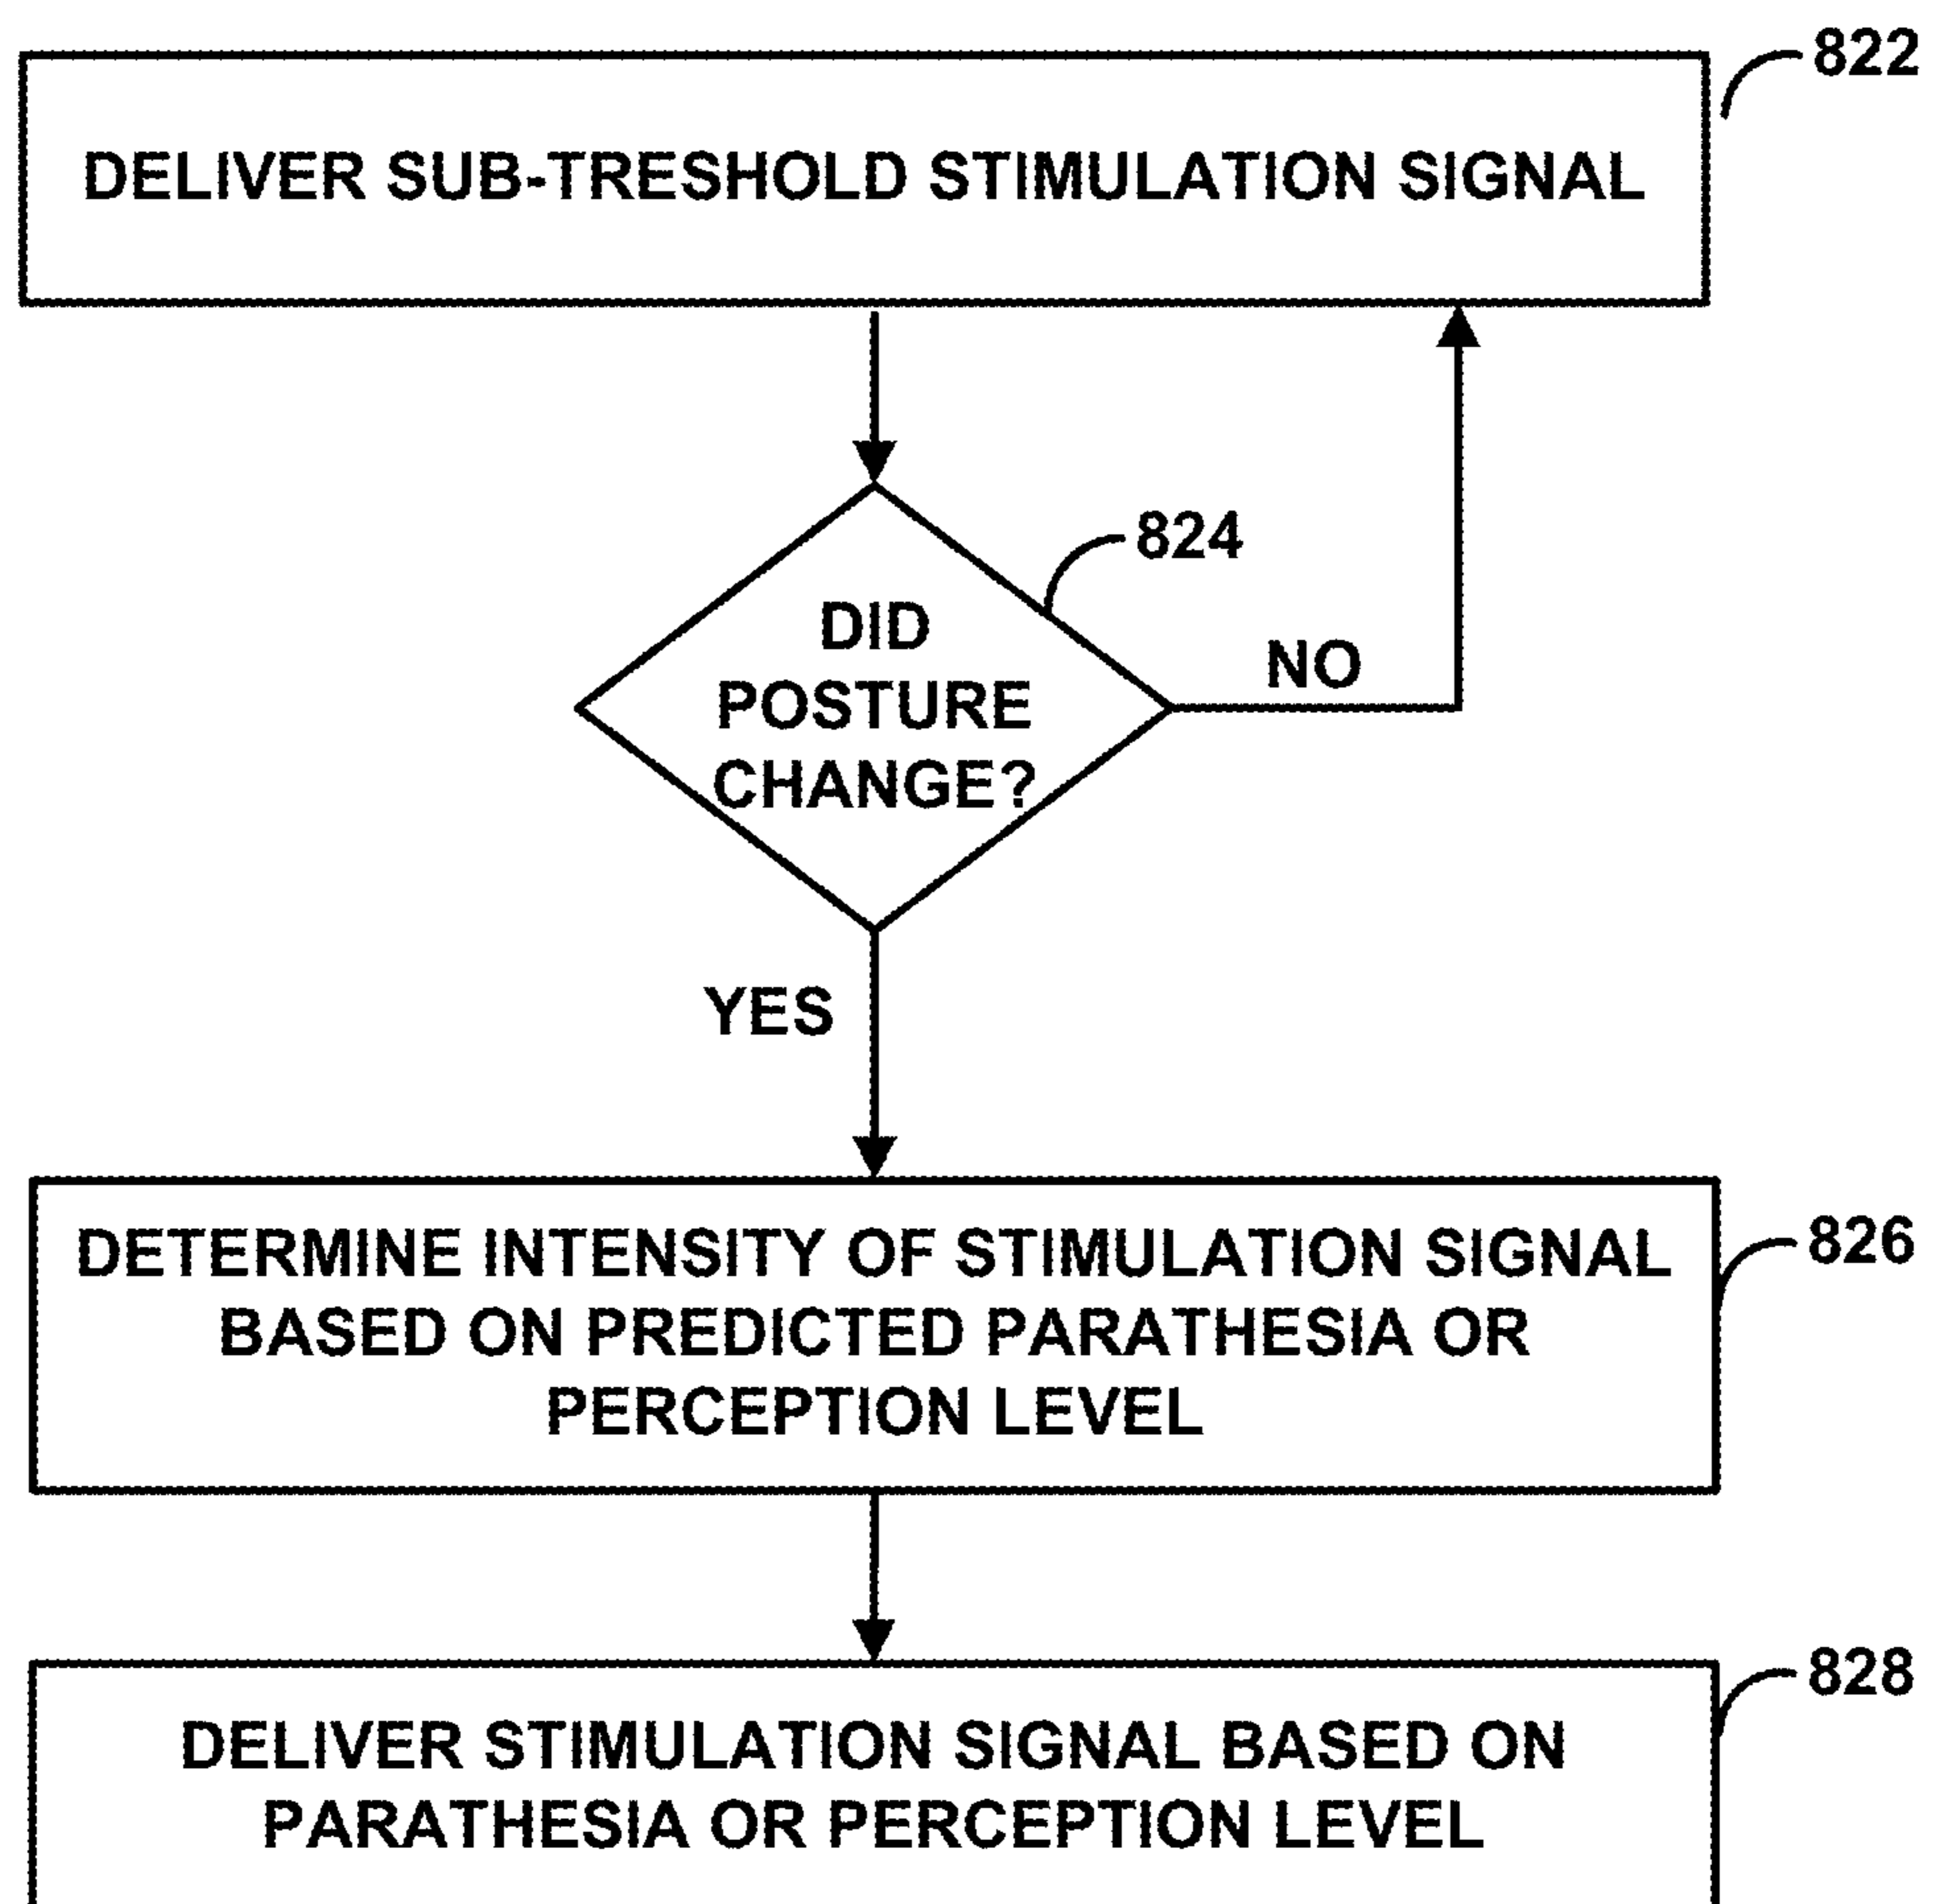 822
DELIVER SUB-TRESHOLD STIMULATION SIGNAL
824
DID
POSTURE
CHANGE?
NO
YES
826
DETERMINE INTENSITY OF STIMULATION SIGNAL
BASED ON PREDICTED PARATHESIA OR
PERCEPTION LEVEL
828
DELIVER STIMULATION SIGNAL BASED ON
PARATHESIA OR PERCEPTION LEVEL